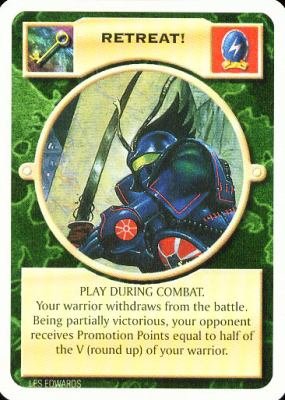 RETREAT!
PLAY DURING COMBAT.
Your warrior withdraws from the battle.
Being partially victorious, your opponent
receives Promotion Points equal to half of
the V (round up) of your warrior.
LES EDWARDS